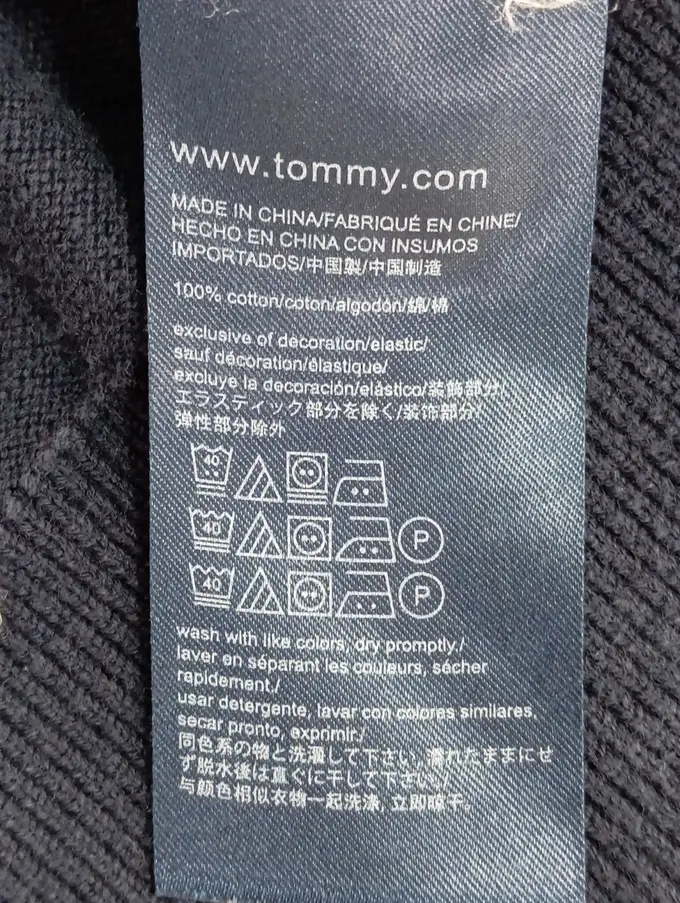 www.tommy.com
MADE IN CHINA/FABRIQUÉ EN CHINE/
HECHO EN CHINA CON INSUMOS
IMPORTADOS/中国製/中国制造
100% cotton/coton/algodón/綿/棉
exclusive of decoration/elastic/
sauf décoration/élastique/
excluye la decoración/elástico/装飾部分/
エラスティック部分を除く/装饰部分/
弹性部分除外
40
40 P
40 P
wash with like colors, dry promptly./
laver en séparant les couleurs, sécher
rapidement./
usar detergente, lavar con colores similares,
secar pronto, exprimir./
同色系の物と洗濯して下さい。濡れたままにせ
ず脱水後は直ぐに干して下さい。/
与颜色相似衣物一起洗涤, 立即晾干。